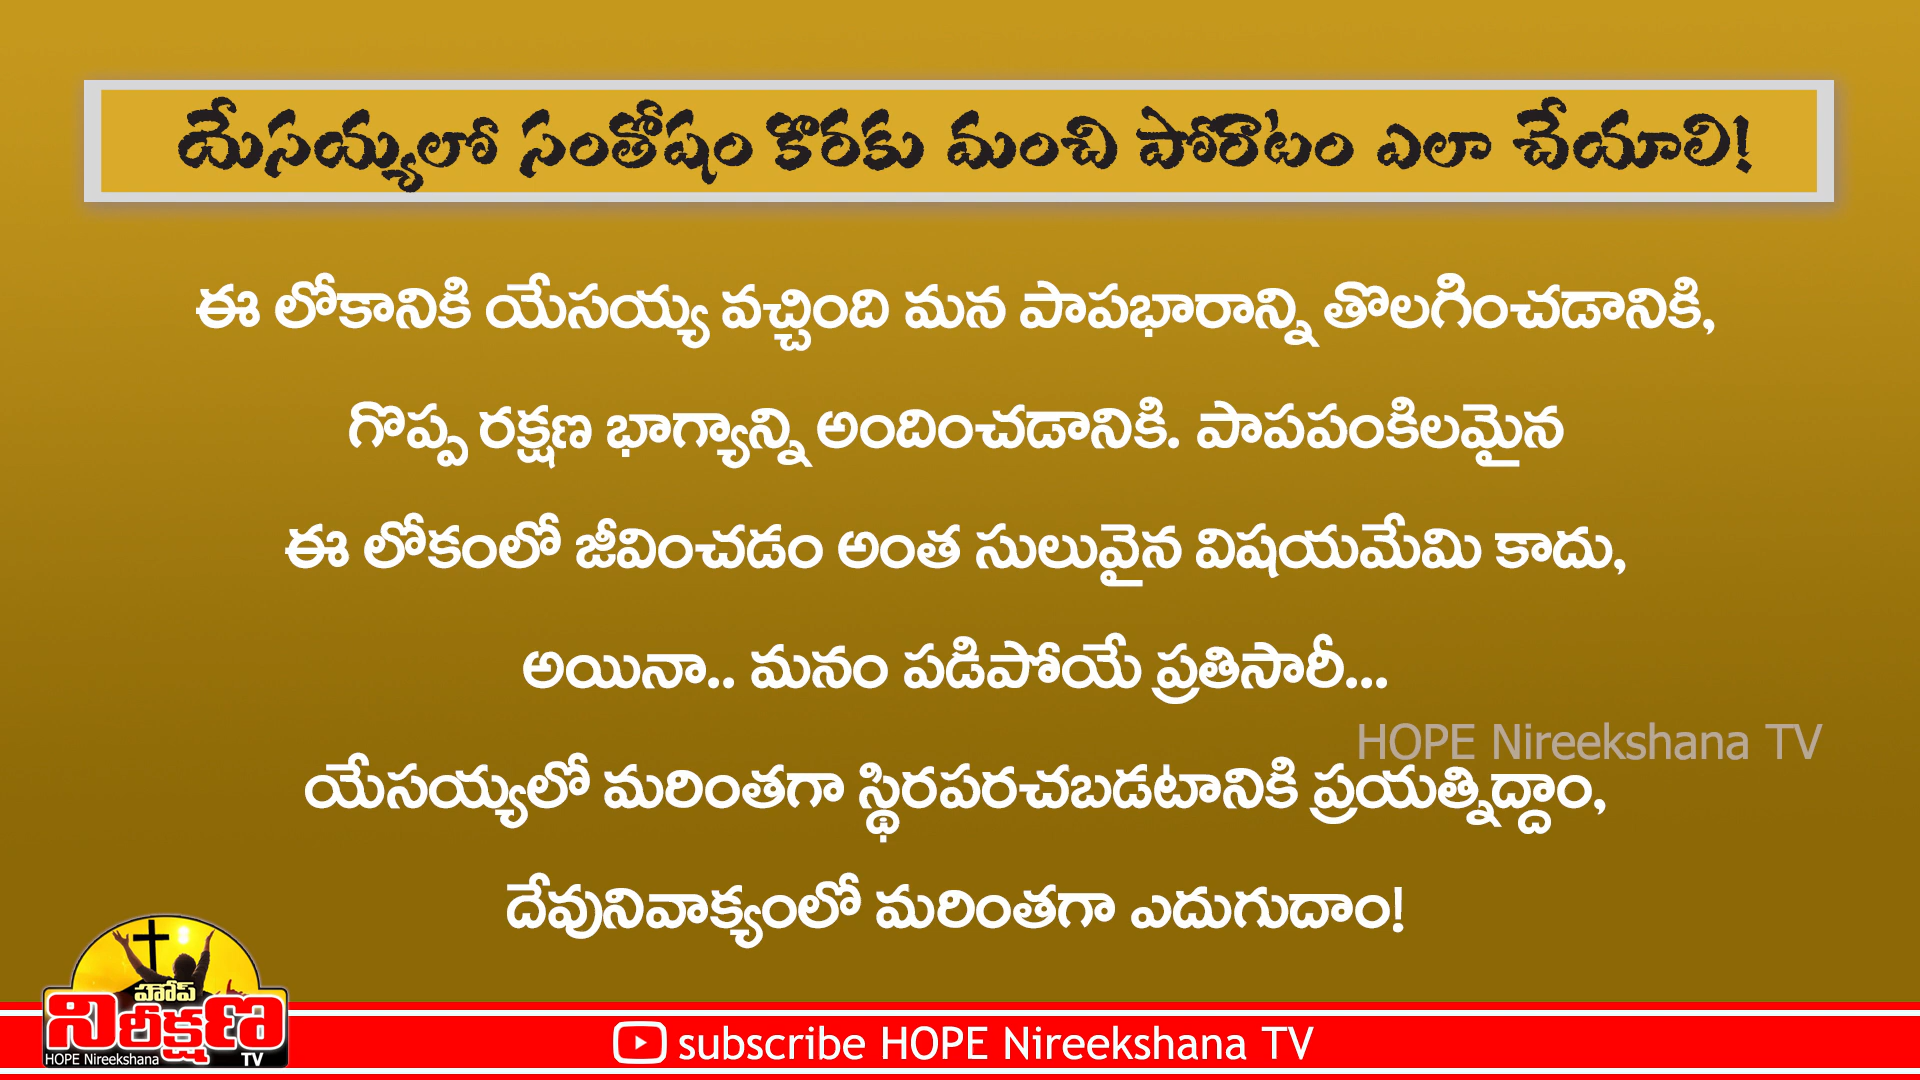 యేసయ్యలో సంతోషం కొరకు మంచి పోరాటం ఎలా చేయాలి!
ఈ లోకానికి యేసయ్య వచ్చింది మన పాపభారాన్ని తొలగించడానికి,
గొప్ప రక్షణ భాగ్యాన్ని అందించడానికి. పాపపంకిలమైన
ఈ లోకంలో జీవించడం అంత సులువైన విషయమేమి కాదు,
అయినా.. మనం పడిపోయే ప్రతిసారీ...
HOPE Nireekshana TV
యేసయ్యలో మరింతగా స్థిరపరచబడటానికి ప్రయత్నిద్దాం,
దేవునివాక్యంలో మరింతగా ఎదుగుదాం!
హోప్
నిరీక్షణ
HOPE Nireekshana TV
subscribe HOPE Nireekshana TV